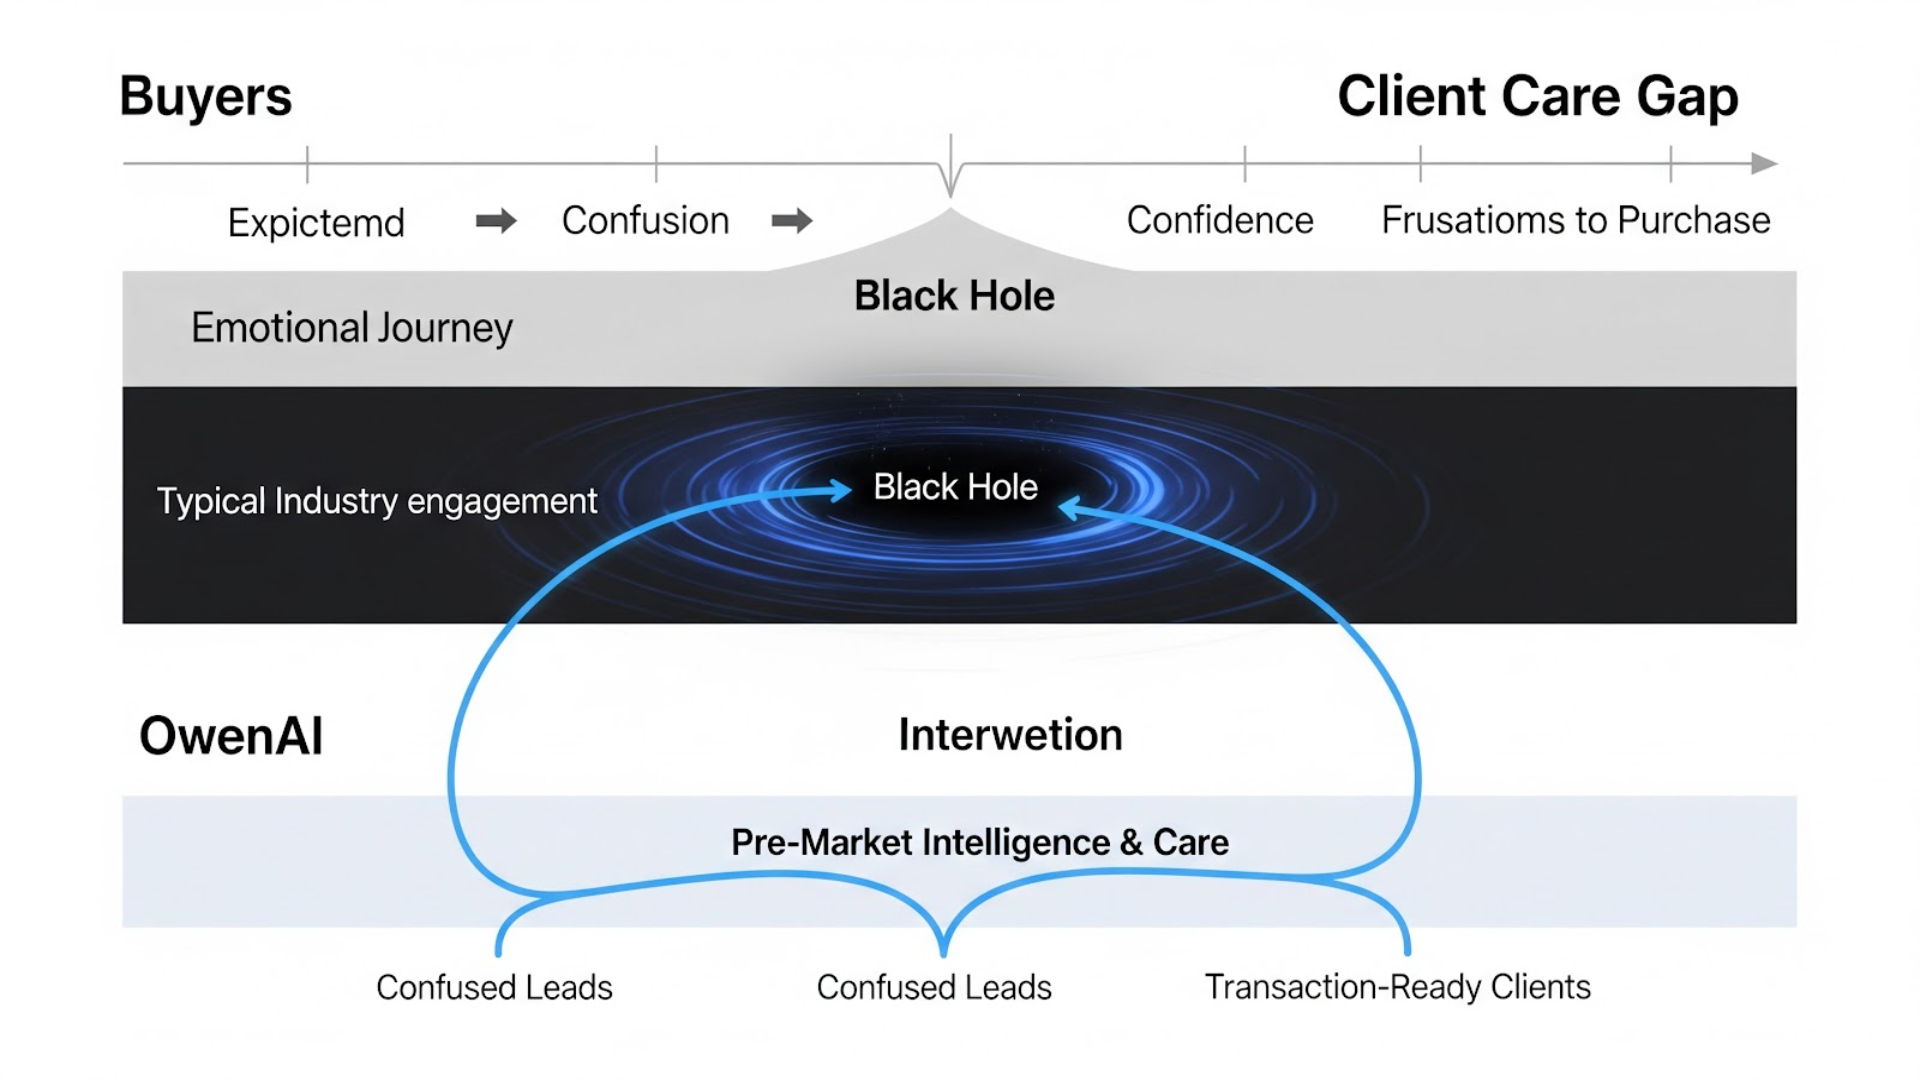 Buyers
Client Care Gap
Expictemd
Confusion
Confidence
Frusatioms to Purchase
Black Hole
Emotional Journey
Black Hole
Typical Industry engagement
OwenAI
Interwetion
Pre-Market Intelligence & Care
Confused Leads
Confused Leads
Transaction-Ready Clients